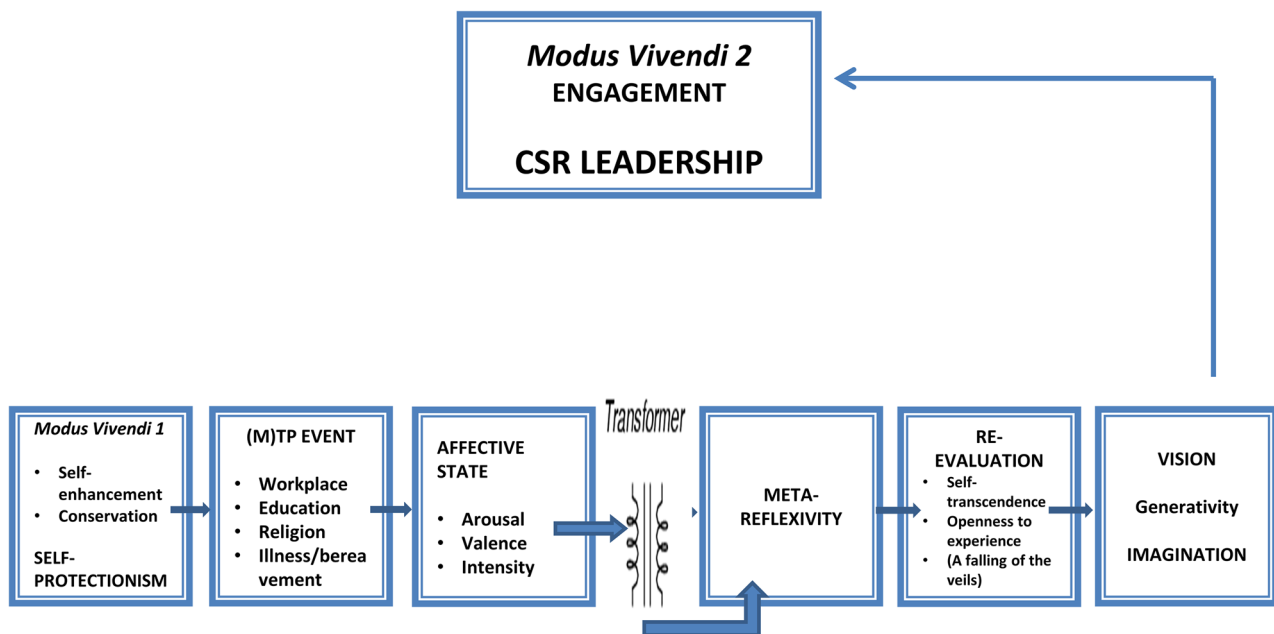 Modus Vivendi 2
ENGAGEMENT
CSR LEADERSHIP
Modus Vivendi 1
• Self-
enhancement
• Conservation
SELF-
PROTECTIONISM
(M)TP EVENT
• Workplace
• Education
• Religion
• Illness/berea
vement
AFFECTIVE
STATE
• Arousal
• Valence
• Intensity
Transformer
META-
REFLEXIVITY
RE-
EVALUATION
• Self-
transcendence
• Openness to
experience
• (A falling of the
veils)
VISION
Generativity
IMAGINATION